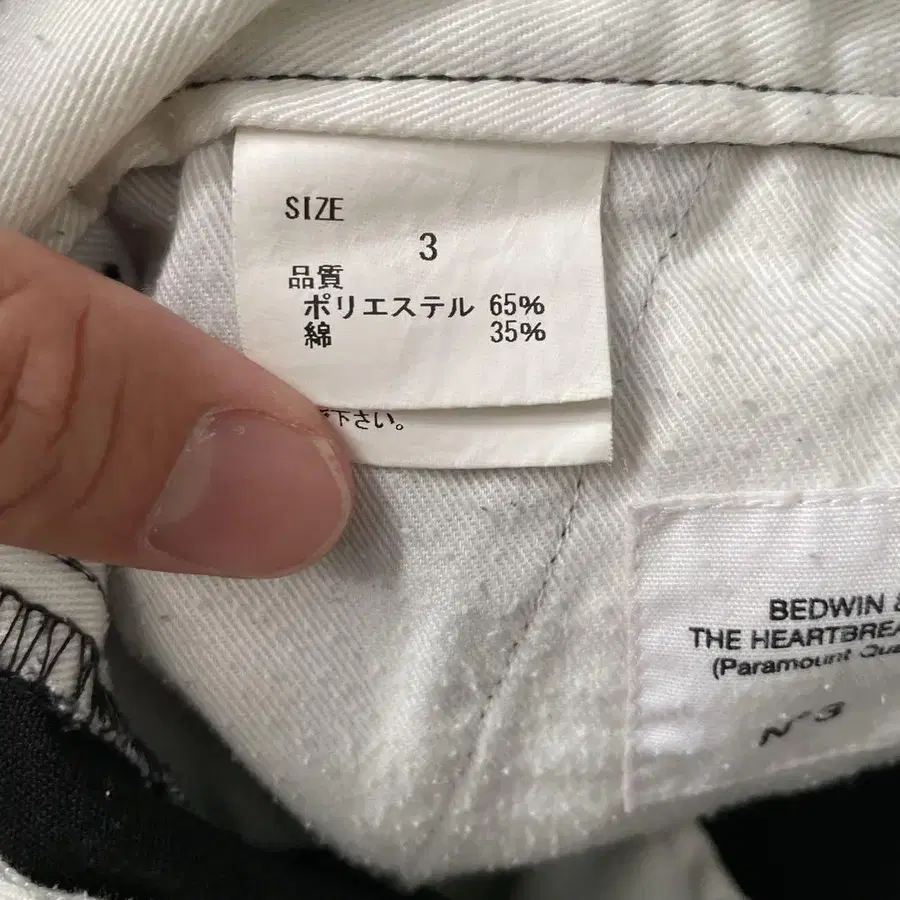 SIZE
3
品質
ポリエステル 65%
綿 35%
下さい。
BEDWIN &
THE HEARTBREA
(Paramount Qua
N°3